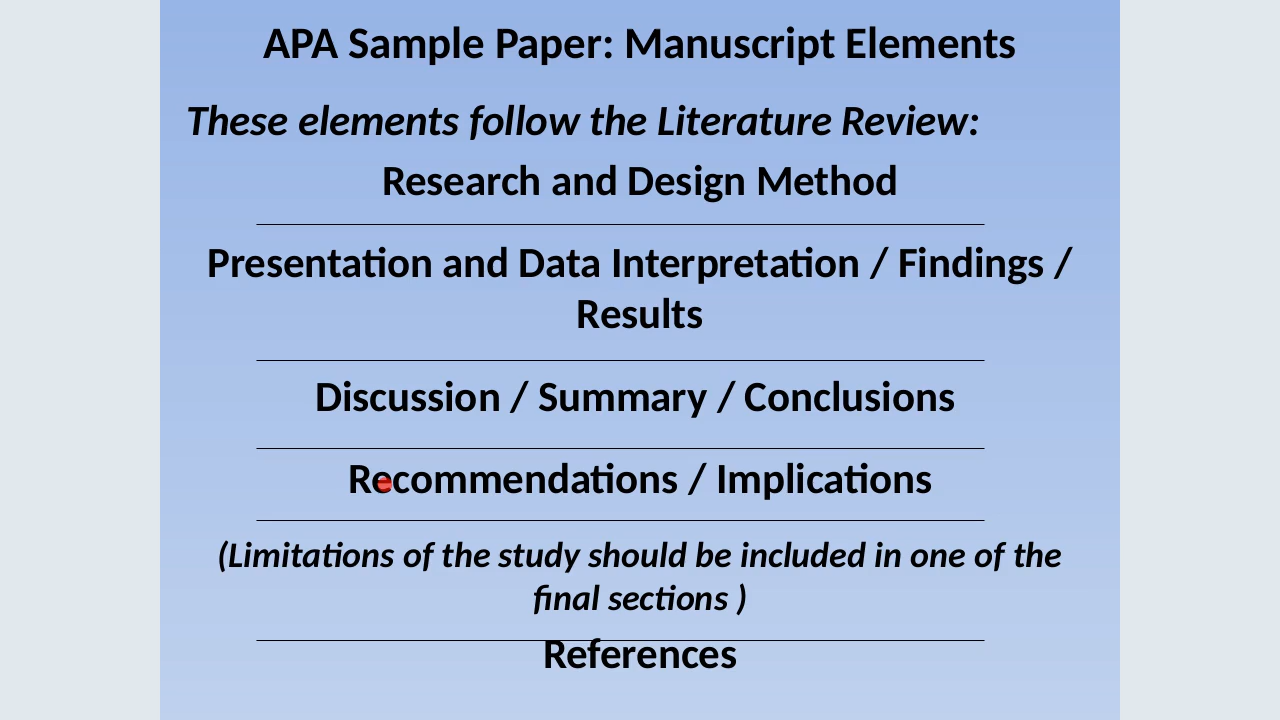 APA Sample Paper: Manuscript Elements
These elements follow the Literature Review:
Research and Design Method
Presentation and Data Interpretation / Findings /
Results
Discussion / Summary / Conclusions
Recommendations / Implications
(Limitations of the study should be included in one of the
final sections )
References